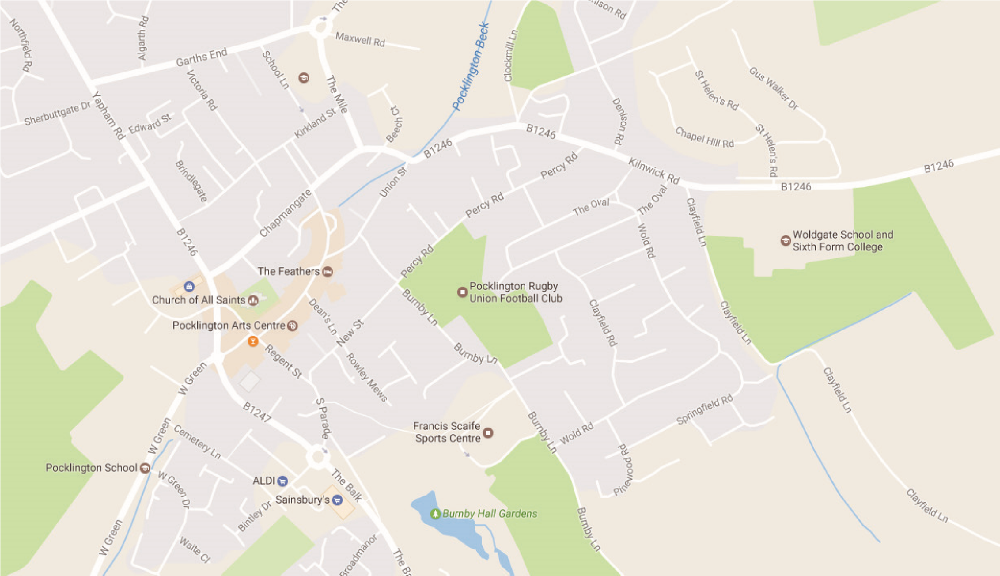 The
nison Rd
Northfield Rd
Algarth Rd
Maxwell Rd
Pocklington Beck
Clockmill Ln
Garths End
School Ln
Victoria Rd
The Mile
St Helen's Rd
Gus Walker Dr
Sherbuttgate Dr
Yapham Rd
Edward St
Kirkland St
Beech Ct
Denison Rd
B1246
B1246
Chapel Hill Rd
St Helen's Rd
Brindlegate
Union St
Percy Rd
Kilnwick Rd
B1246
B1246
Chapmangate
Percy Rd
The Oval
The Oval
Clayfield Ln
B1246
Wold Rd
Woldgate School and
Sixth Form College
Percy Rd
The Feathers
Church of All Saints
Pocklington Rugby
Union Football Club
Burnby Ln
Dean's Ln
Clayfield Rd
Clayfield Ln
Pocklington Arts Centre
New St
Regent St
Burnby Ln
Rowley Mews
W Green
Clayfield Ln
B1247
S Parade
Springfield Rd
Francis Scaife
Sports Centre
Burnby Ln
Wold Rd
W Green
Cemetery Ln
Pinewood Rd
Pocklington School
W Green Dr
ALDI
The Balk
Sainsbury's
Bintley Dr
Burnby Hall Gardens
Clayfield Ln
W Green
Waite Cl
Burnby Ln
Broadmanor
The Ba